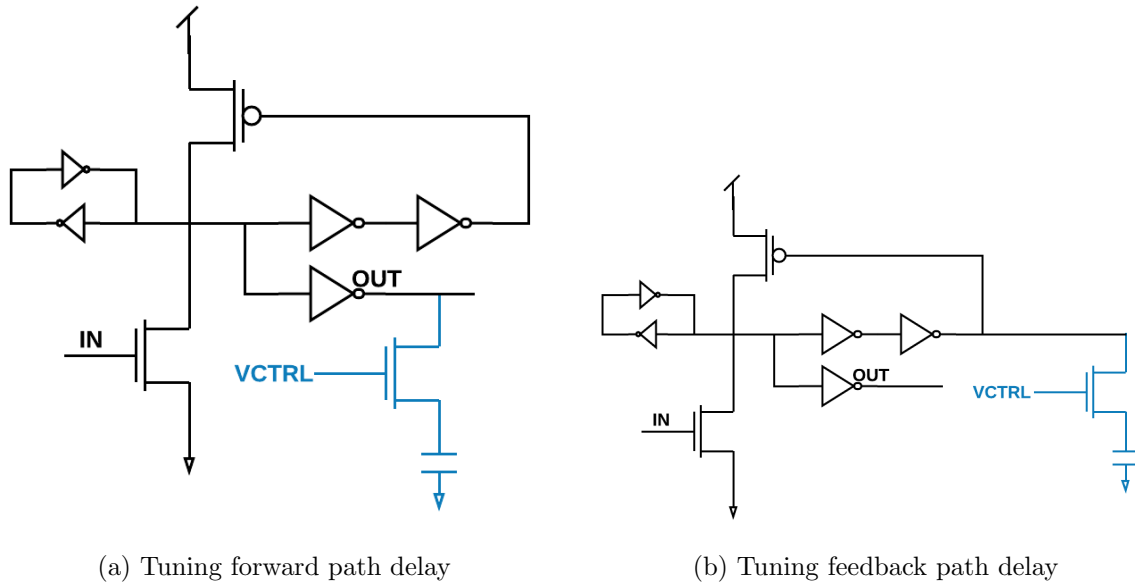 OUT
IN
VCTRL
OUT
VCTRL
IN
(a) Tuning forward path delay
(b) Tuning feedback path delay